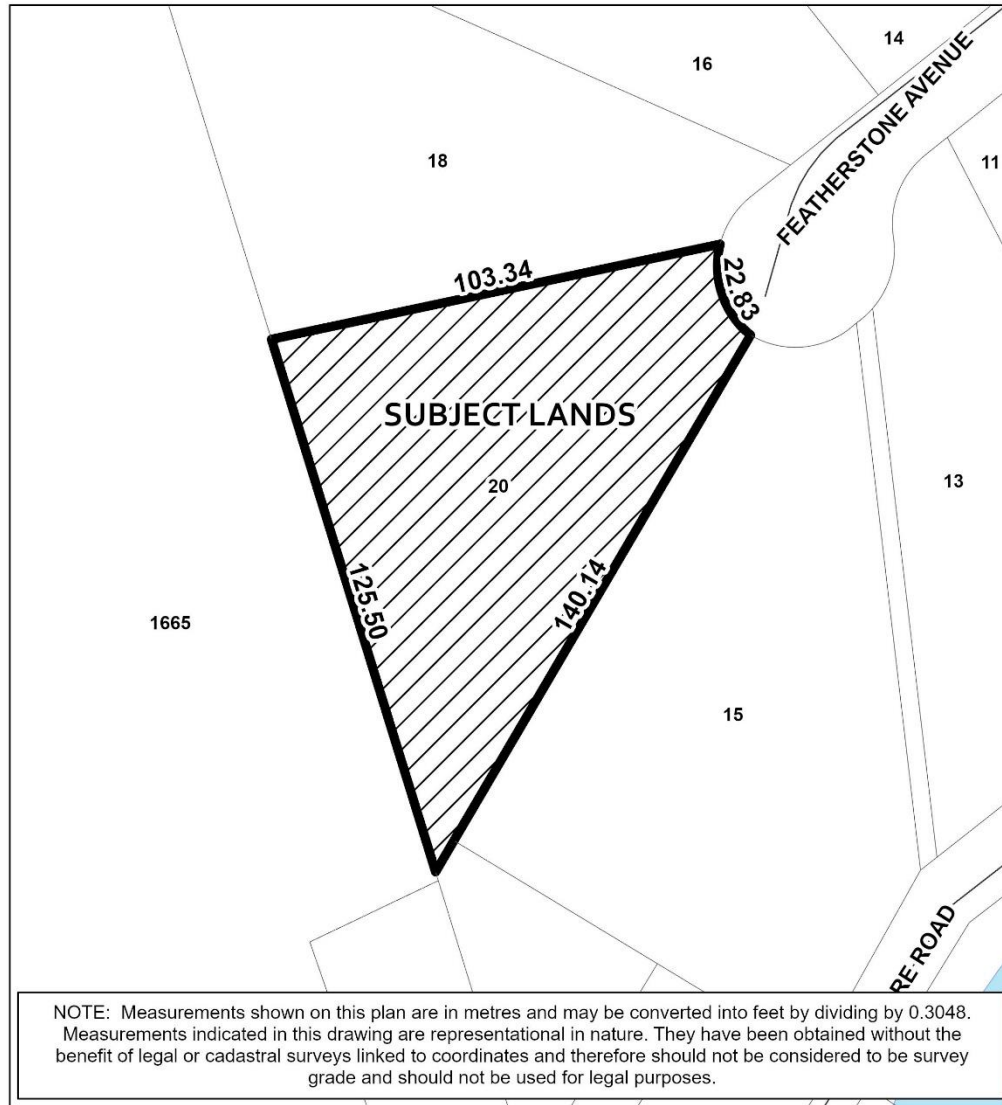 14
16
FEATHERSTONE AVENUE
11
18
103.34
22.83
SUBJECT LANDS
20
13
125.50
140.14
1665
15
RE ROAD
NOTE:  Measurements shown on this plan are in metres and may be converted into feet by dividing by 0.3048.
Measurements indicated in this drawing are representational in nature. They have been obtained without the
benefit of legal or cadastral surveys linked to coordinates and therefore should not be considered to be survey
grade and should not be used for legal purposes.